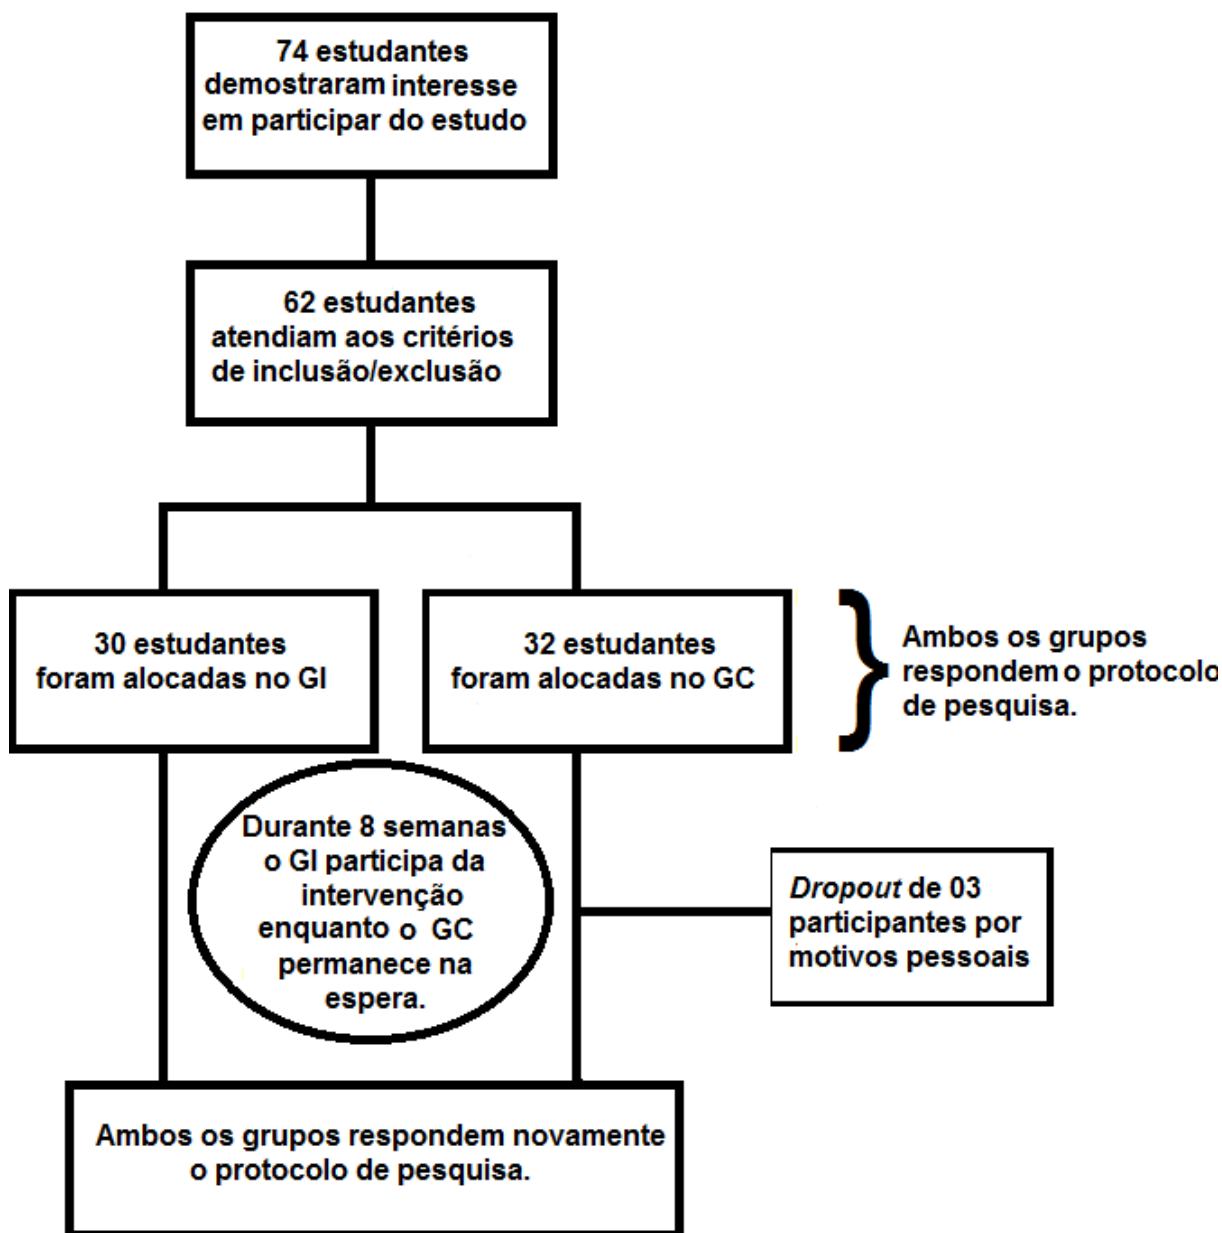 74 estudantes
demostraram interesse
em participar do estudo
62 estudantes
atendiam aos critérios
de inclusão/exclusão
30 estudantes
foram alocadas no GI
32 estudantes
foram alocadas no GC
Ambos os grupos
respondem o protocolo
de pesquisa.
Durante 8 semanas
o GI participa da
intervenção
enquanto o GC
permanece na
espera.
Dropout de 03
participantes por
motivos pessoais
Ambos os grupos respondem novamente
o protocolo de pesquisa.